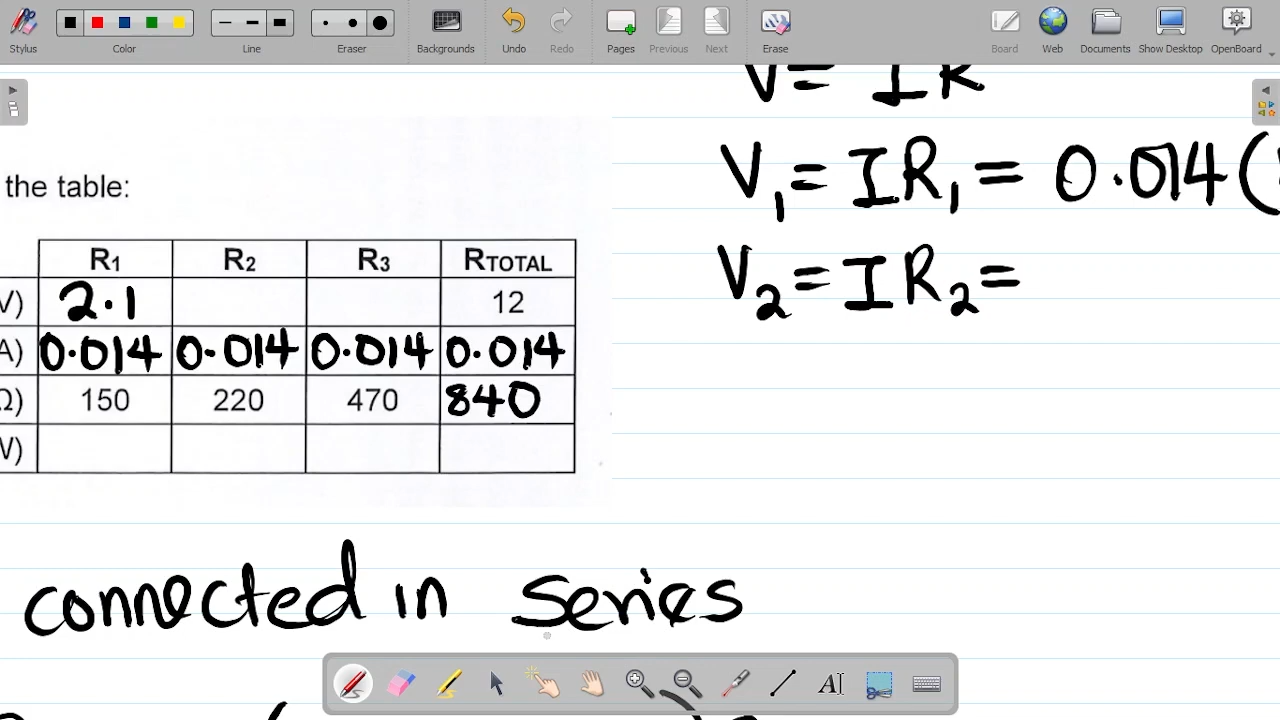 Stylus Color Line Eraser Backgrounds Undo Redo Pages Previous Next Erase Board Web Documents Show Desktop OpenBoard
V = IR
V1 = IR1 = 0.014 (
V2 = IR2 =
the table:
R1 R2 R3 RTOTAL
V) 2.1 12
A) 0.014 0.014 0.014 0.014
Ω) 150 220 470 840
V)
connected in series